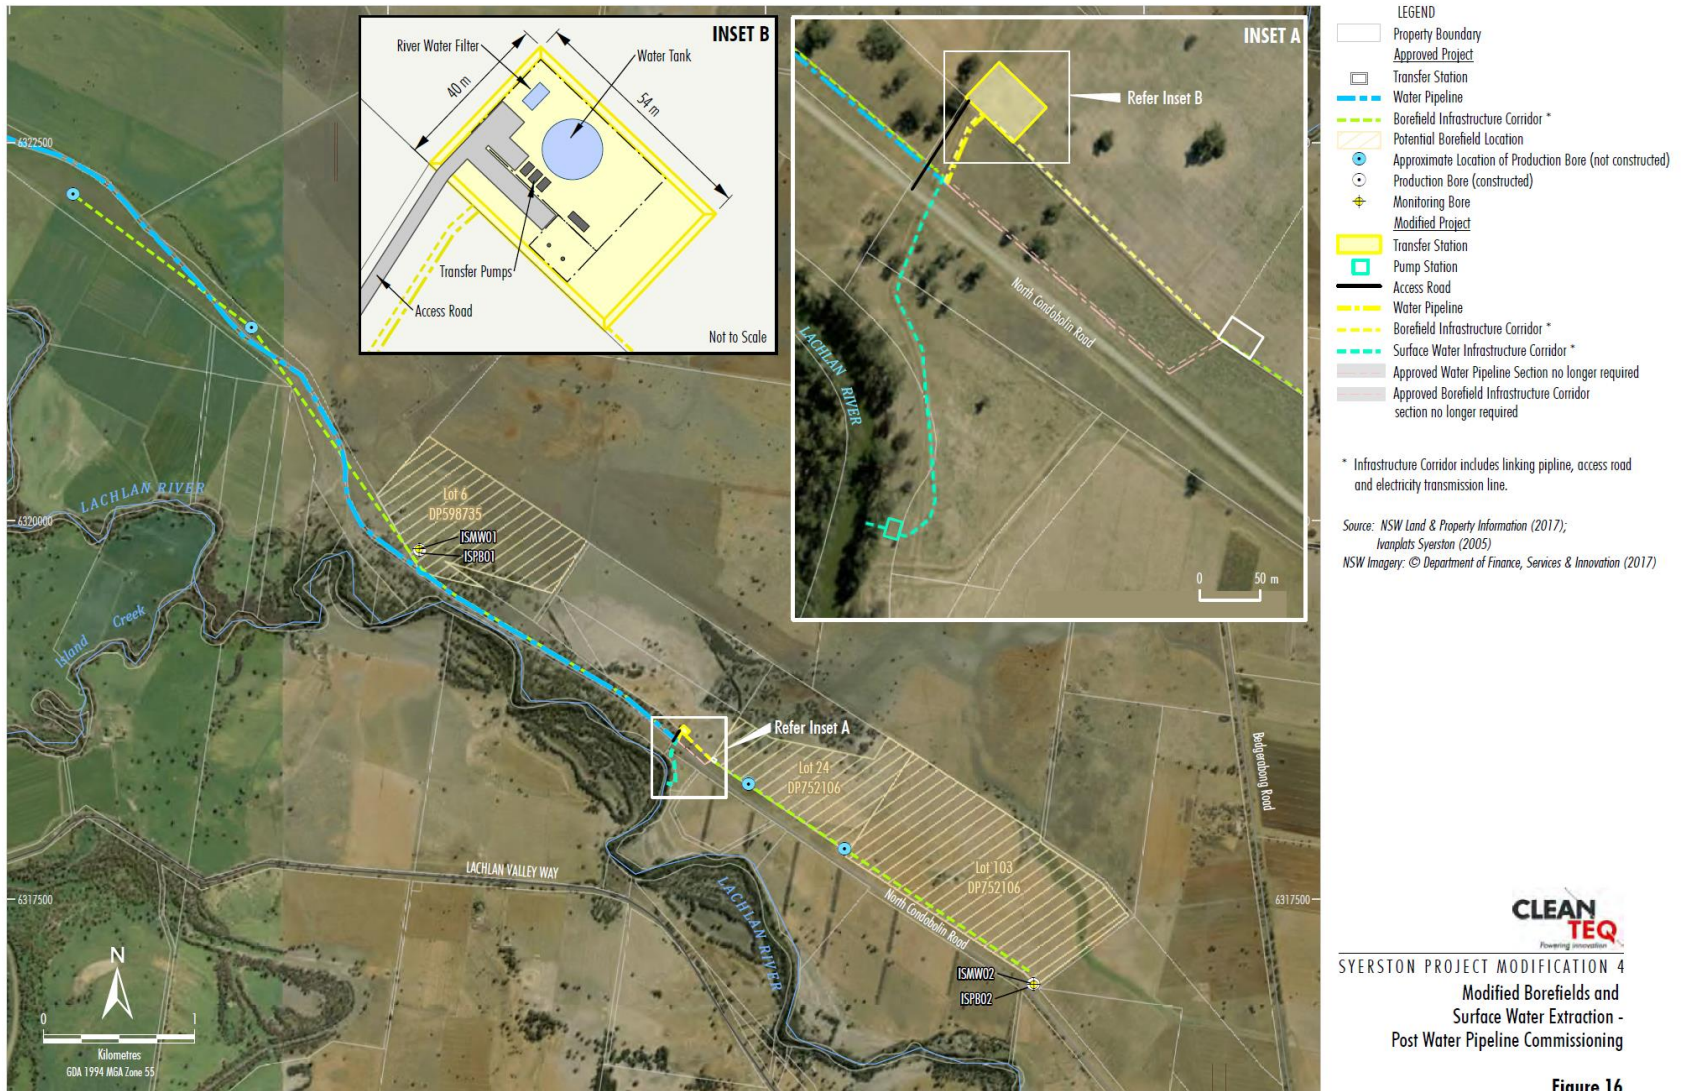 INSET B
River Water Filter
Water Tank
40 m
54 m
Transfer Pumps
Access Road
Not to Scale
INSET A
Refer Inset B
North Condobolin Road
LACHLAN RIVER
0 50 m
6322500
6320000
LACHLAN RIVER
Island Creek
Lot 6
DP598735
ISMW01
ISPB01
Refer Inset A
Lot 24
DP752106
Bedgerabong Road
Lot 103
DP752106
LACHLAN VALLEY WAY
LACHLAN RIVER
North Condobolin Road
6317500
6317500
ISMW02
ISPB02
N
0 1
Kilometres
GDA 1994 MGA Zone 55
LEGEND
Property Boundary
Approved Project
Transfer Station
Water Pipeline
Borefield Infrastructure Corridor *
Potential Borefield Location
Approximate Location of Production Bore (not constructed)
Production Bore (constructed)
Monitoring Bore
Modified Project
Transfer Station
Pump Station
Access Road
Water Pipeline
Borefield Infrastructure Corridor *
Surface Water Infrastructure Corridor *
Approved Water Pipeline Section no longer required
Approved Borefield Infrastructure Corridor
section no longer required
* Infrastructure Corridor includes linking pipline, access road
and electricity transmission line.
Source: NSW Land & Property Information (2017);
Ivanplats Syerston (2005)
NSW Imagery: © Department of Finance, Services & Innovation (2017)
CLEAN
TEQ
Powering innovation
SYERSTON PROJECT MODIFICATION 4
Modified Borefields and
Surface Water Extraction -
Post Water Pipeline Commissioning
Figure 16